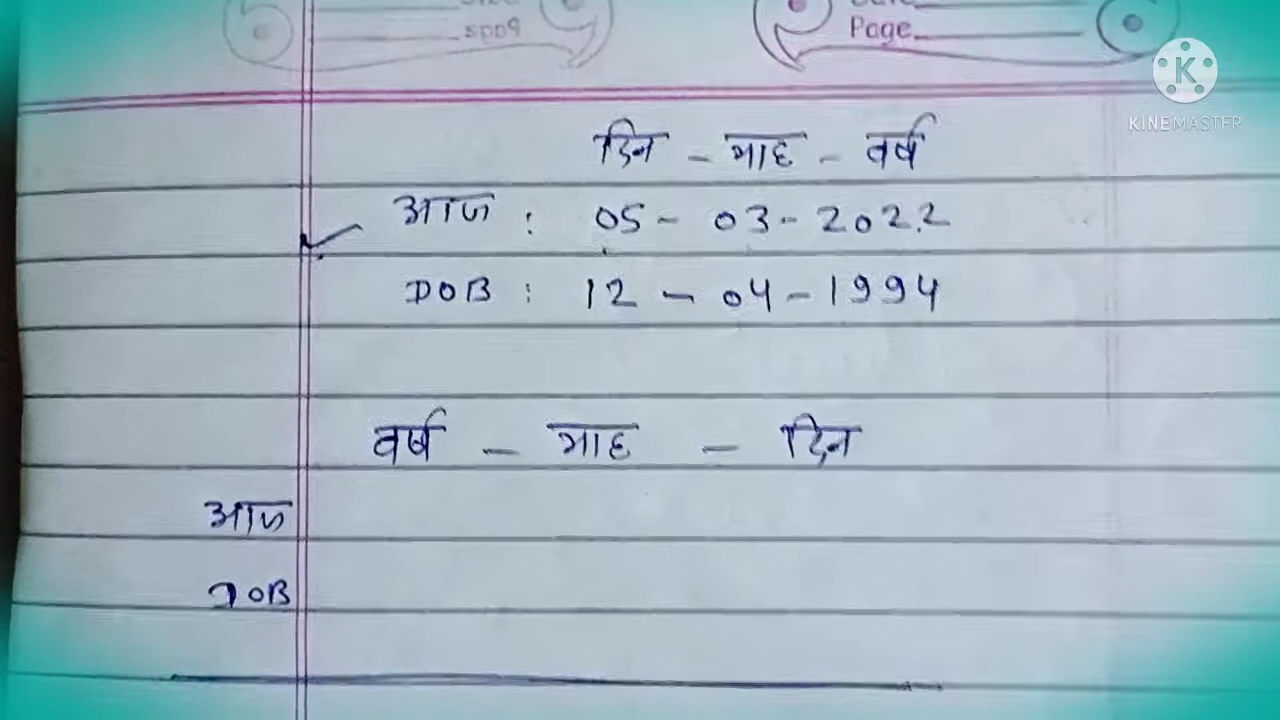 Page
KINEMASTER
दिन - माह - वर्ष
आज : 05 - 03 - 2022
DOB : 12 - 04 - 1994
वर्ष - माह - दिन
आज
DOB